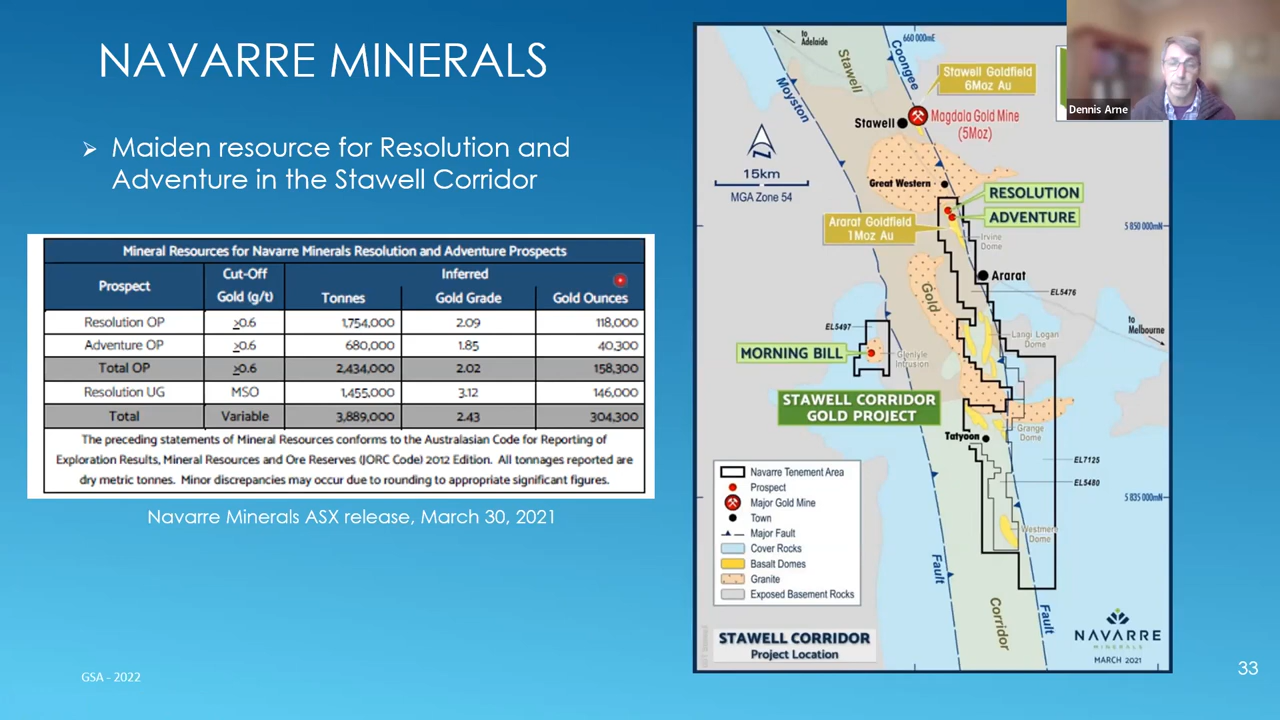 NAVARRE MINERALS
Maiden resource for Resolution and
Adventure in the Stawell Corridor
Mineral Resources for Navarre Minerals Resolution and Adventure Prospects
Prospect Cut-Off Gold (g/t) Inferred
Tonnes Gold Grade Gold Ounces
Resolution OP ≥0.6 1,754,000 2.09 118,000
Adventure OP ≥0.6 680,000 1.85 40,300
Total OP ≥0.6 2,434,000 2.02 158,300
Resolution UG MSO 1,455,000 3.12 146,000
Total Variable 3,889,000 2.43 304,300
The preceding statements of Mineral Resources conforms to the Australasian Code for Reporting of
Exploration Results, Mineral Resources and Ore Reserves (JORC Code) 2012 Edition. All tonnages reported are
dry metric tonnes. Minor discrepancies may occur due to rounding to appropriate significant figures.
Navarre Minerals ASX release, March 30, 2021
GSA - 2022
to
Adelaide
660 000mE
Stawell
Coongee
Moyston
Stawell Goldfield
6Moz Au
Stawell
Magdala Gold Mine
(5Moz)
15km
MGA Zone 54
Great Western
RESOLUTION
ADVENTURE
Ararat Goldfield
1Moz Au
5 850 000mN
Irvine
Dome
Ararat
EL5476
Gold
to
Melbourne
EL5497
Langi Logan
Dome
MORNING BILL
Glenlyle
Intrusion
STAWELL CORRIDOR
GOLD PROJECT
Grange
Dome
Tatyoon
EL7125
EL5480
5 835 000mN
Westmere
Dome
Navarre Tenement Area
Prospect
Major Gold Mine
Town
Major Fault
Cover Rocks
Basalt Domes
Granite
Exposed Basement Rocks
Fault
Corridor
Fault
STAWELL CORRIDOR
Project Location
NAVARRE
MINERALS
MARCH 2021
Dennis Arne
33